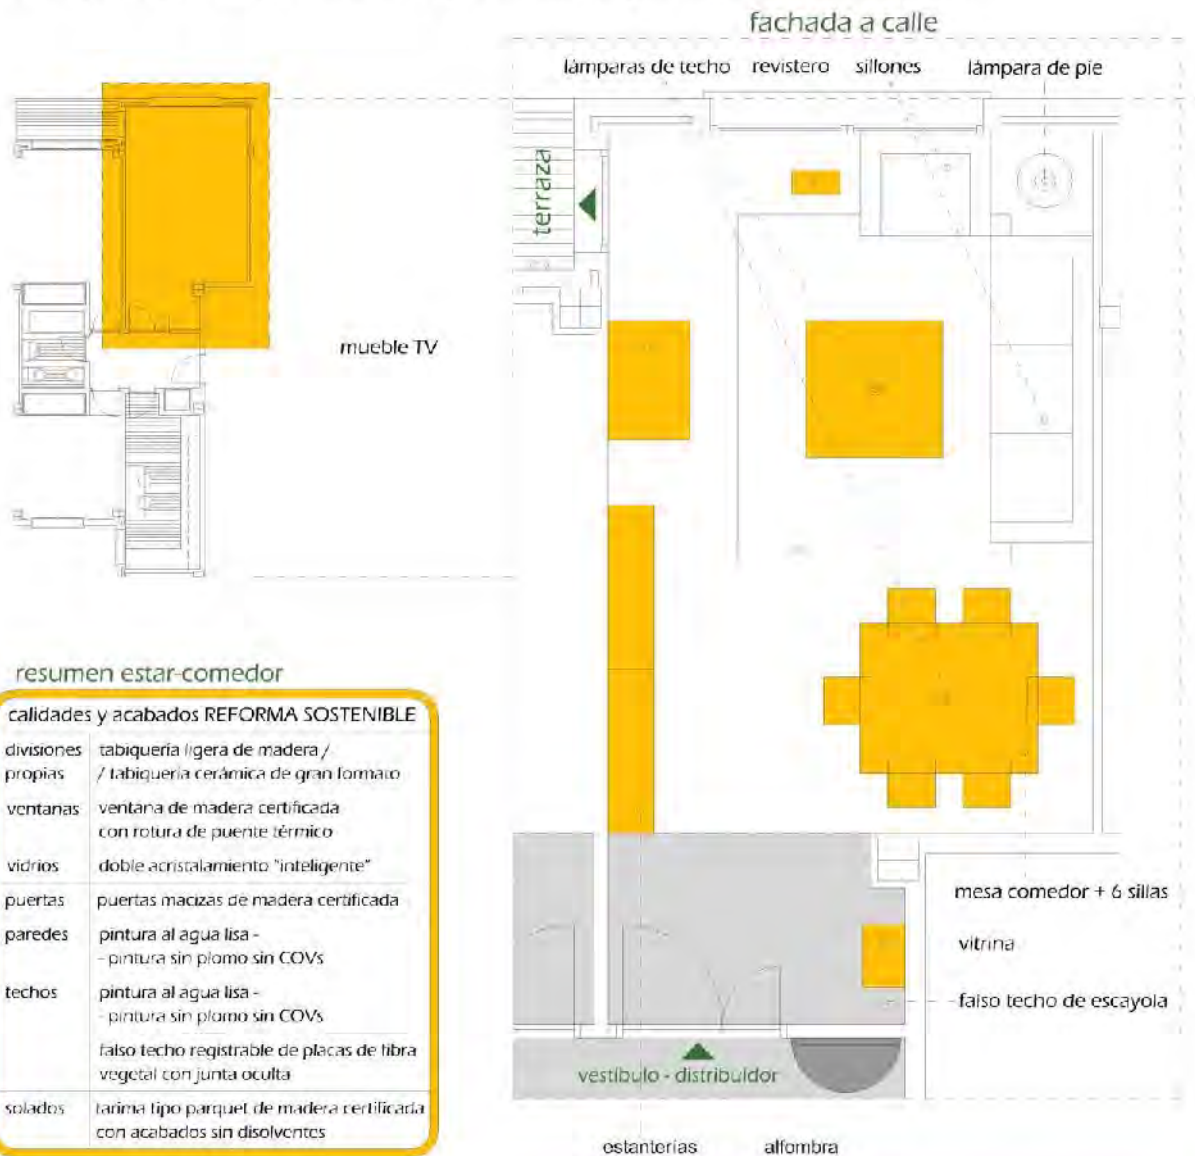 fachada a calle
lámparas de techo revistero sillones lámpara de pie
terraza
mueble TV
resumen estar-comedor
calidades y acabados REFORMA SOSTENIBLE
divisiones propias tabiquería ligera de madera /
/ tabiquería cerámica de gran formato
ventanas ventana de madera certificada
con rotura de puente térmico
vidrios doble acristalamiento "inteligente"
puertas puertas macizas de madera certificada
paredes pintura al agua lisa -
- pintura sin plomo sin COVs
techos pintura al agua lisa -
- pintura sin plomo sin COVs
falso techo registrable de placas de fibra
vegetal con junta oculta
solados tarima tipo parquet de madera certificada
con acabados sin disolventes
mesa comedor + 6 sillas
vitrina
falso techo de escayola
vestíbulo - distribuidor
estanterías alfombra